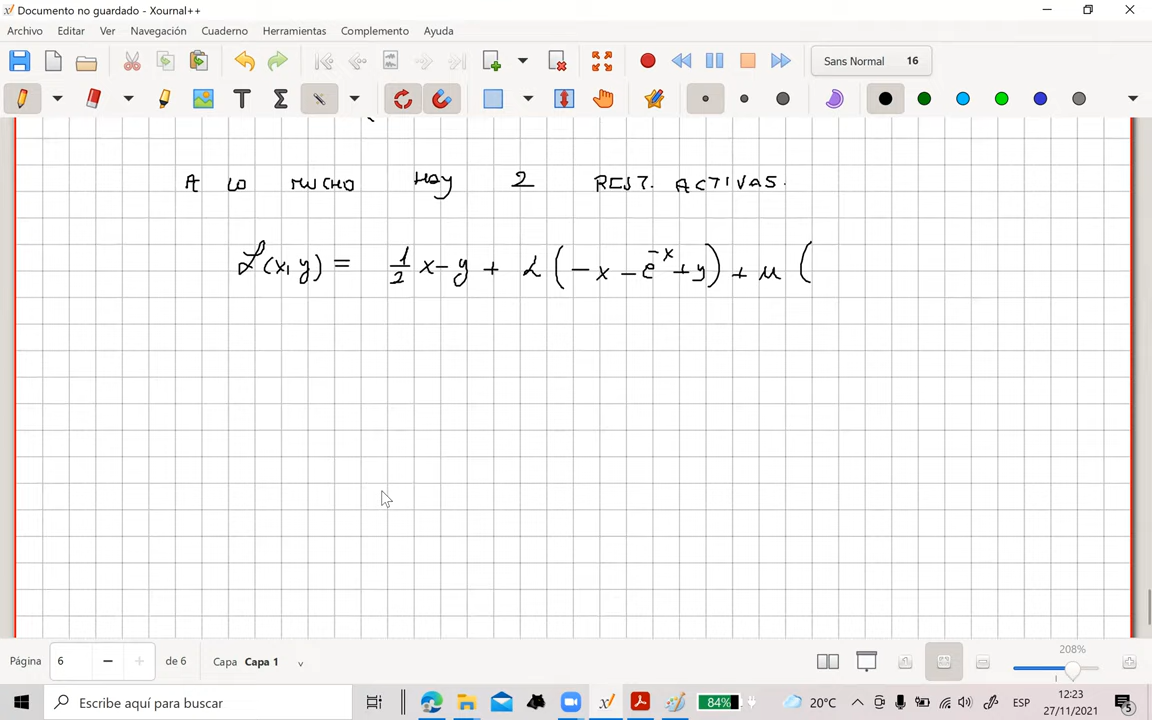 Documento no guardado - Xournal++
Archivo Editar Ver Navegación Cuaderno Herramientas Complemento Ayuda
Sans Normal 16
A LO MUCHO HAY 2 REST. ACTIVAS.
ℒ(x,y) = 1/2 x - y + λ(-x - e^{-x} + y) + μ (
Página 6 de 6 Capa Capa 1 208%
Escribe aquí para buscar 84% 20°C ESP 12:23
27/11/2021 5